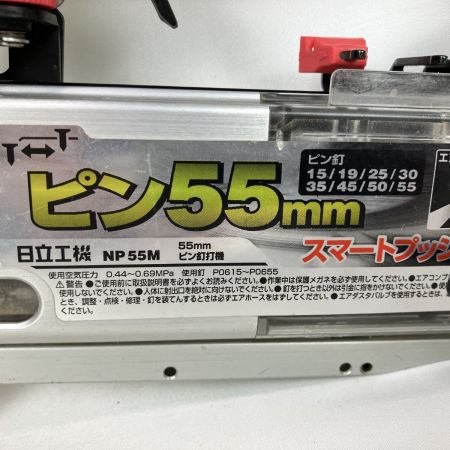 ピン55mm
ピン釘
15/19/25/30
35/45/50/55
日立工機 NP55M
55mm
ピン釘打機
スマートプッシ
使用空気圧力 0.44~0.69MPa 使用釘 P0615~P0655
⚠警告 ●ご使用前に取扱説明書を必ずよくお読みください。●作業中は保護メガネを必ず使用してください。●エアコンプ
使用しないでください。●人体に射出口を絶対に向けないでください。●釘を打つとき以外は引金に指をかけないでください。
とき、調整・点検・修理・釘を装てんするときは必ずエアホースをはずしてください。●エアダスタバルブを使用するときは、
ください。